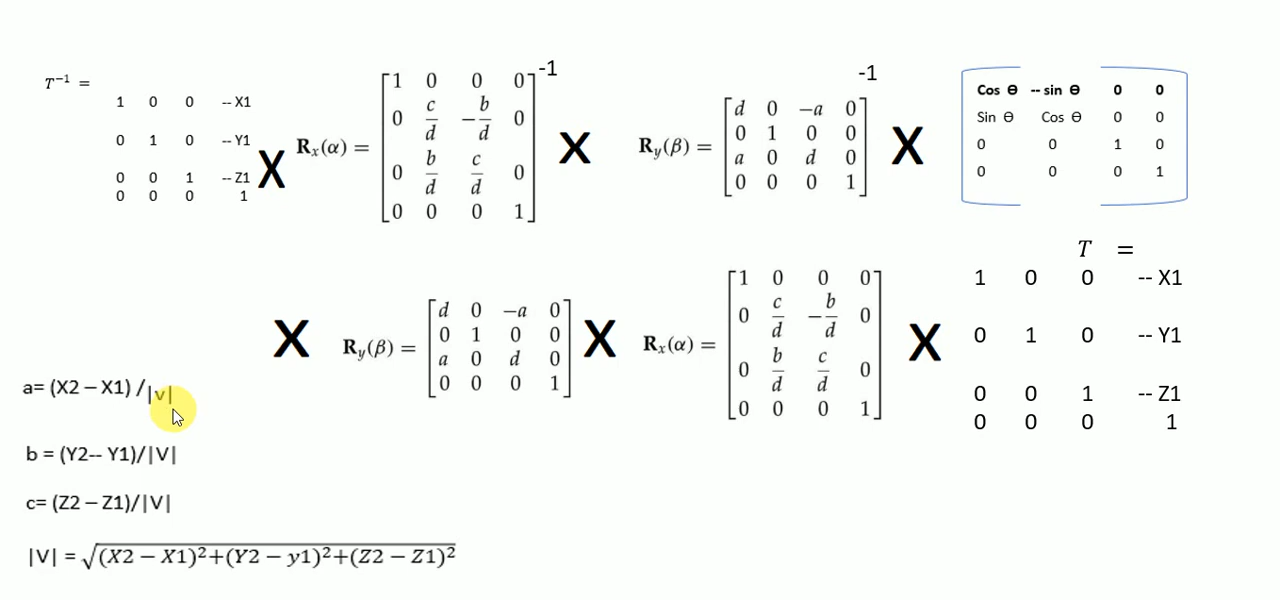 T⁻¹ =
1 0 0 -- X1
0 1 0 -- Y1
0 0 1 -- Z1
0 0 0 1
X
Rₓ(α) =
1 0 0 0
0 c/d −b/d 0
0 b/d c/d 0
0 0 0 1
-1
X
Rᵧ(β) =
d 0 −a 0
0 1 0 0
a 0 d 0
0 0 0 1
-1
X
Cos Ө -- sin Ө 0 0
Sin Ө Cos Ө 0 0
0 0 1 0
0 0 0 1
X
Rᵧ(β) =
d 0 −a 0
0 1 0 0
a 0 d 0
0 0 0 1
X
Rₓ(α) =
1 0 0 0
0 c/d −b/d 0
0 b/d c/d 0
0 0 0 1
X
T =
1 0 0 -- X1
0 1 0 -- Y1
0 0 1 -- Z1
0 0 0 1
a= (X2 – X1) /|v|
b = (Y2-- Y1)/|V|
c= (Z2 – Z1)/|V|
|V| = √(X2 − X1)²+(Y2 − y1)²+(Z2 − Z1)²